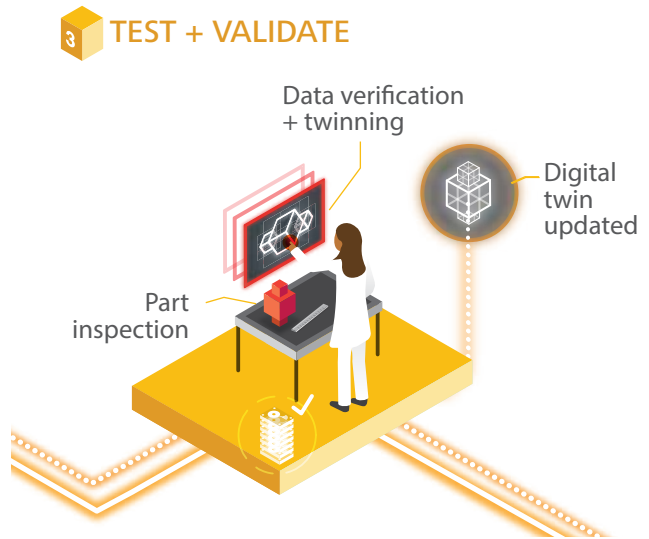 3 TEST + VALIDATE
Data verification
+ twinning
Digital
twin
updated
Part
inspection